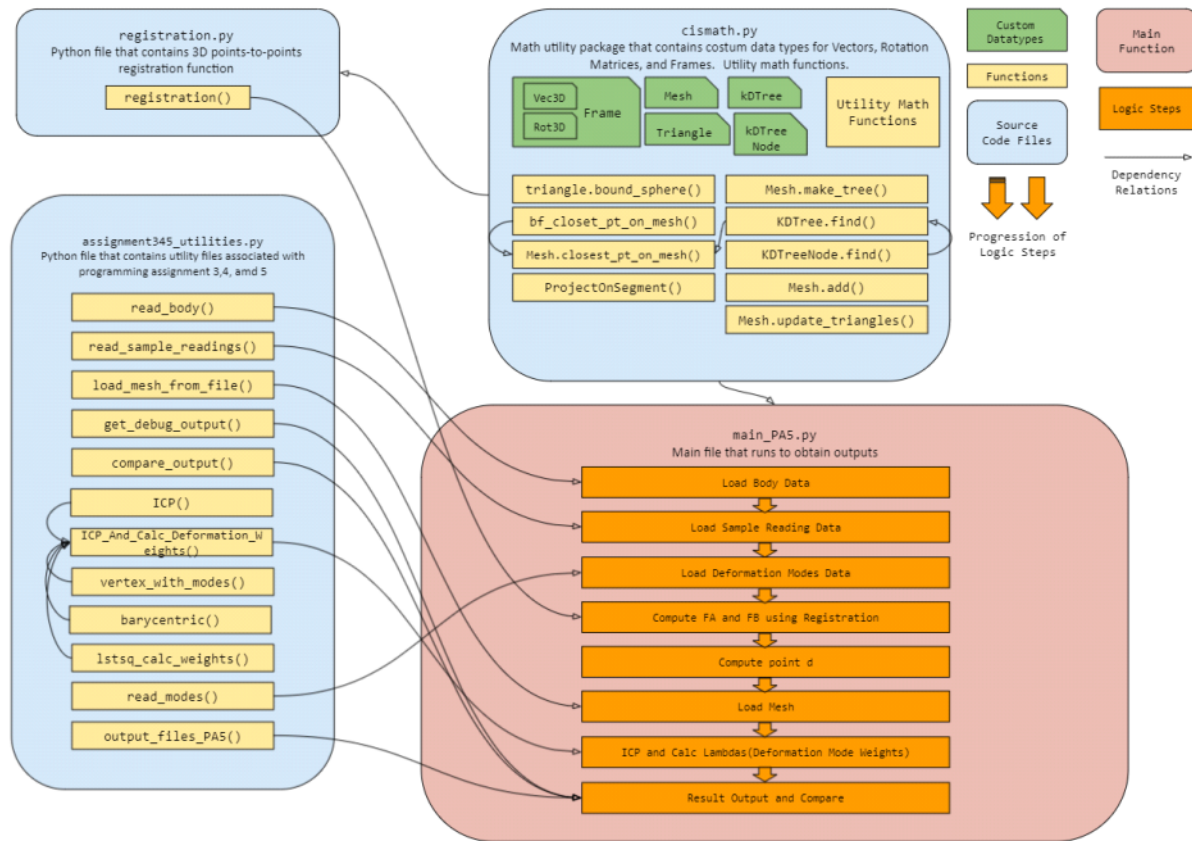 registration.py
Python file that contains 3D points-to-points
registration function
registration()
cismath.py
Math utility package that contains costum data types for Vectors, Rotation
Matrices, and Frames. Utility math functions.
Vec3D
Rot3D
Frame
Mesh
Triangle
kDTree
kDTree
Node
Utility Math
Functions
triangle.bound_sphere()
bf_closet_pt_on_mesh()
Mesh.closest_pt_on_mesh()
ProjectOnSegment()
Mesh.make_tree()
KDTree.find()
KDTreeNode.find()
Mesh.add()
Mesh.update_triangles()
Custom
Datatypes
Functions
Source
Code Files
Progression of
Logic Steps
Main
Function
Logic Steps
Dependency
Relations
assignment345_utilities.py
Python file that contains utility files associated with
programming assignment 3,4, amd 5
read_body()
read_sample_readings()
load_mesh_from_file()
get_debug_output()
compare_output()
ICP()
ICP_And_Calc_Deformation_W
eights()
vertex_with_modes()
barycentric()
lstsq_calc_weights()
read_modes()
output_files_PA5()
main_PA5.py
Main file that runs to obtain outputs
Load Body Data
Load Sample Reading Data
Load Deformation Modes Data
Compute FA and FB using Registration
Compute point d
Load Mesh
ICP and Calc Lambdas(Deformation Mode Weights)
Result Output and Compare